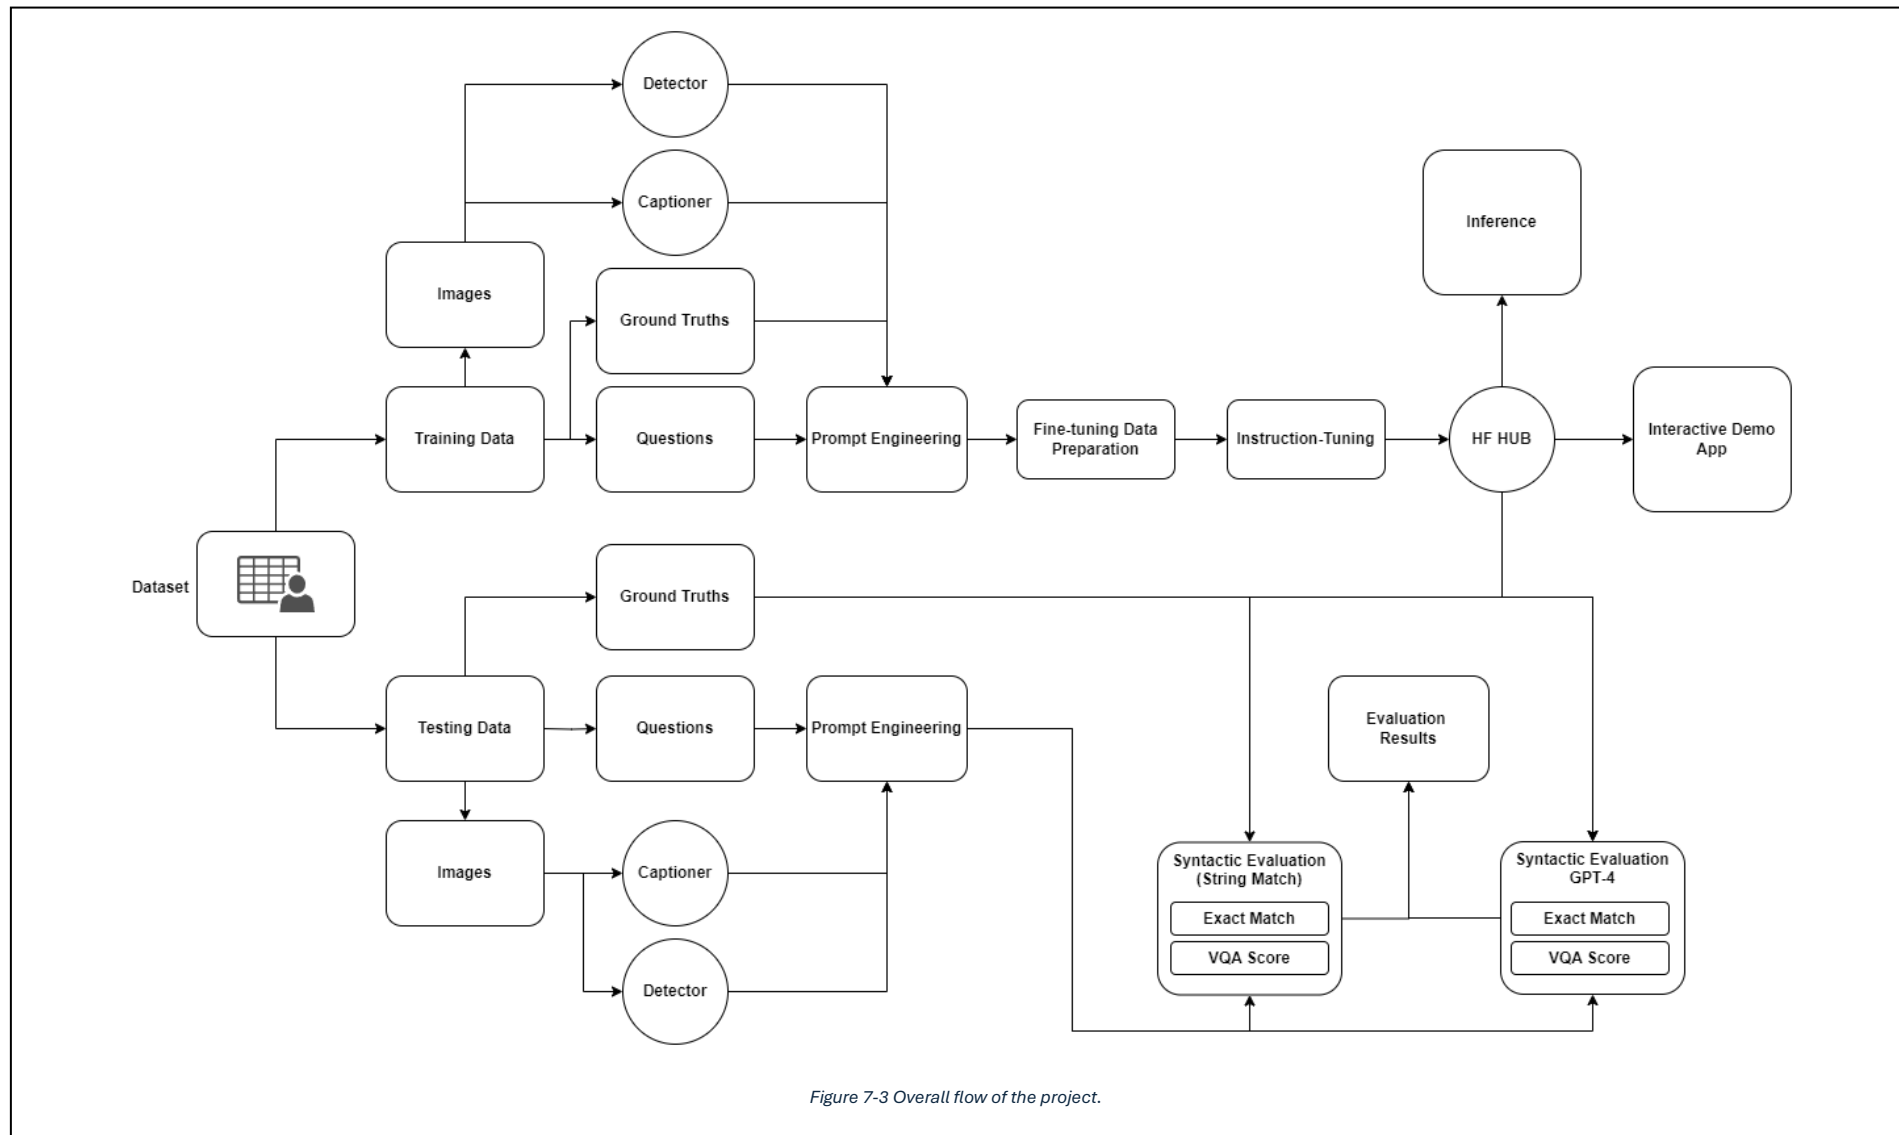 Detector
Captioner
Inference
Images
Ground Truths
Training Data
Questions
Prompt Engineering
Fine-tuning Data
Preparation
Instruction-Tuning
HF HUB
Interactive Demo
App
Dataset
Ground Truths
Testing Data
Questions
Prompt Engineering
Evaluation
Results
Images
Captioner
Detector
Syntactic Evaluation
(String Match)
Exact Match
VQA Score
Syntactic Evaluation
GPT-4
Exact Match
VQA Score
Figure 7-3 Overall flow of the project.